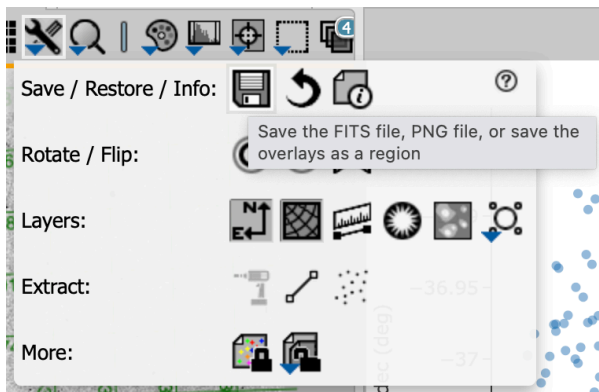 4
Save / Restore / Info:
Save the FITS file, PNG file, or save the
overlays as a region
Rotate / Flip:
Layers:
N
E
Extract:
-36.95
More:
-37
dec (deg)